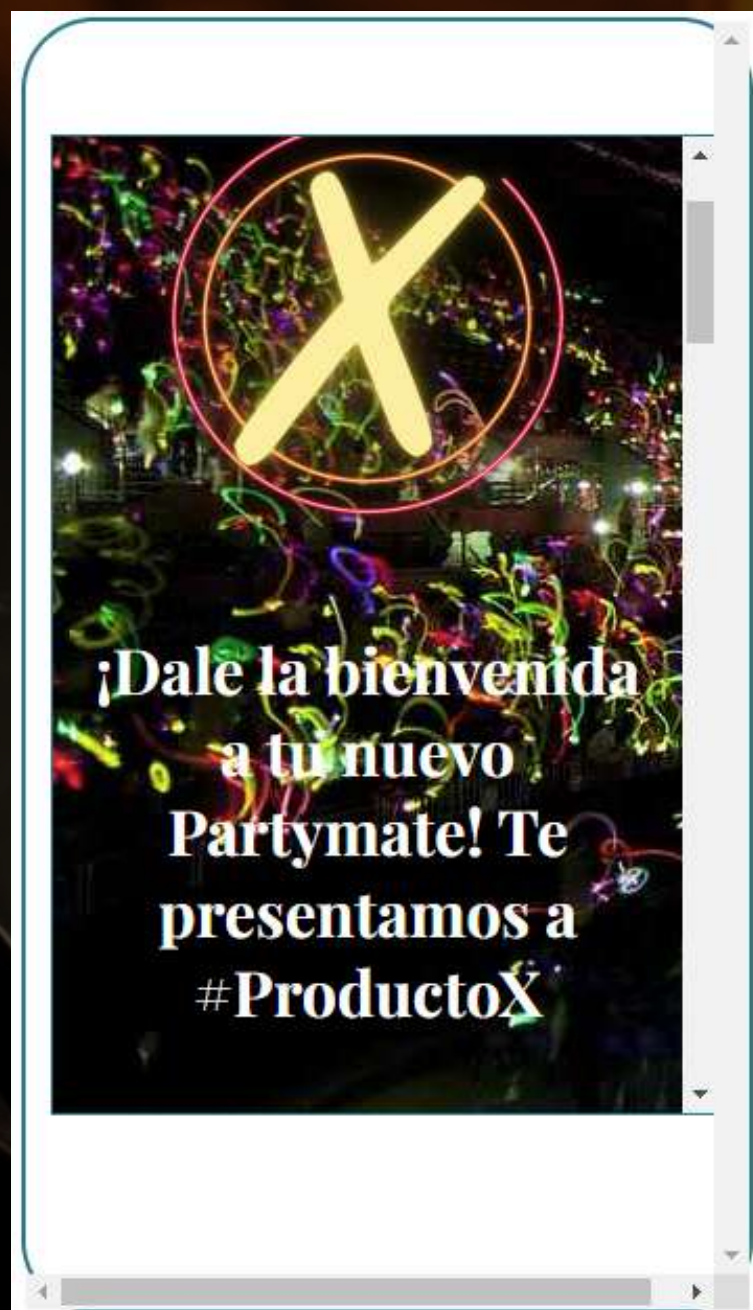 X
¡Dale la bienvenida
a tu nuevo
Partymate! Te
presentamos a
#ProductoX